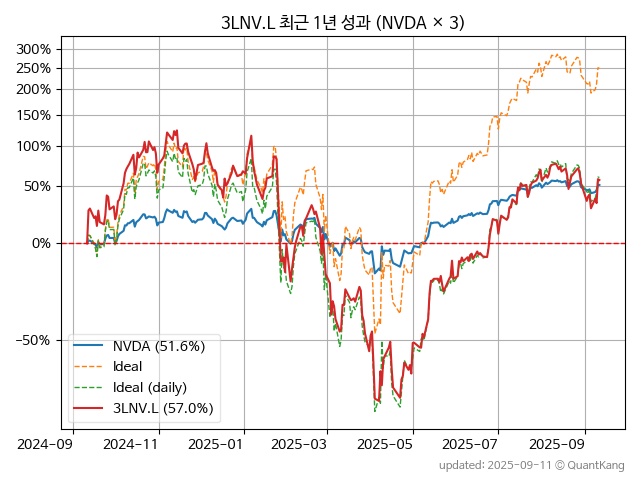 3LNV.L 최근 1년 성과 (NVDA × 3)
300%
250%
200%
150%
100%
50%
0%
−50%
NVDA (51.6%)
Ideal
Ideal (daily)
3LNV.L (57.0%)
2024-09
2024-11
2025-01
2025-03
2025-05
2025-07
2025-09
updated: 2025-09-11 ⓒ QuantKang